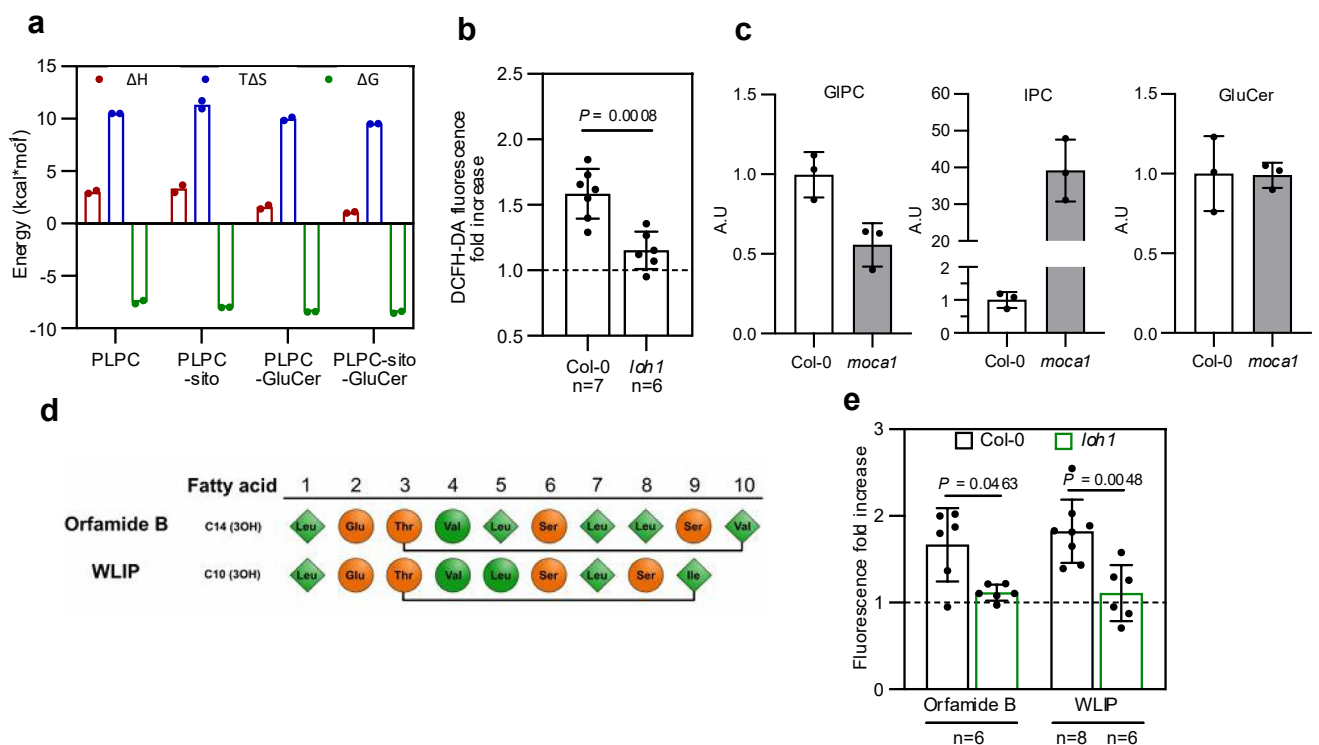 a
15
10
5
0
-5
-10
Energy (kcal*mol¹)
ΔH TΔS ΔG
PLPC PLPC PLPC PLPC-sito
-sito -GluCer -GluCer
b
2.5
2.0
1.5
1.0
0.5
DCFH-DA fluorescence
fold increase
P = 0.0008
Col-0 loh1
n=7 n=6
c
GIPC
1.5
1.0
0.5
0.0
A.U
Col-0 moca1
IPC
60
50
40
30
20
2
1
0
A.U
Col-0 moca1
GluCer
1.5
1.0
0.5
0.0
A.U
Col-0 moca1
d
Fatty acid 1 2 3 4 5 6 7 8 9 10
Orfamide B C14 (3OH) Leu Glu Thr Val Leu Ser Leu Leu Ser Val
WLIP C10 (3OH) Leu Glu Thr Val Leu Ser Leu Ser Ile
e
3
2
1
0
Fluorescence fold increase
Col-0 loh1
P = 0.0463 P = 0.0048
Orfamide B WLIP
n=6 n=8 n=6